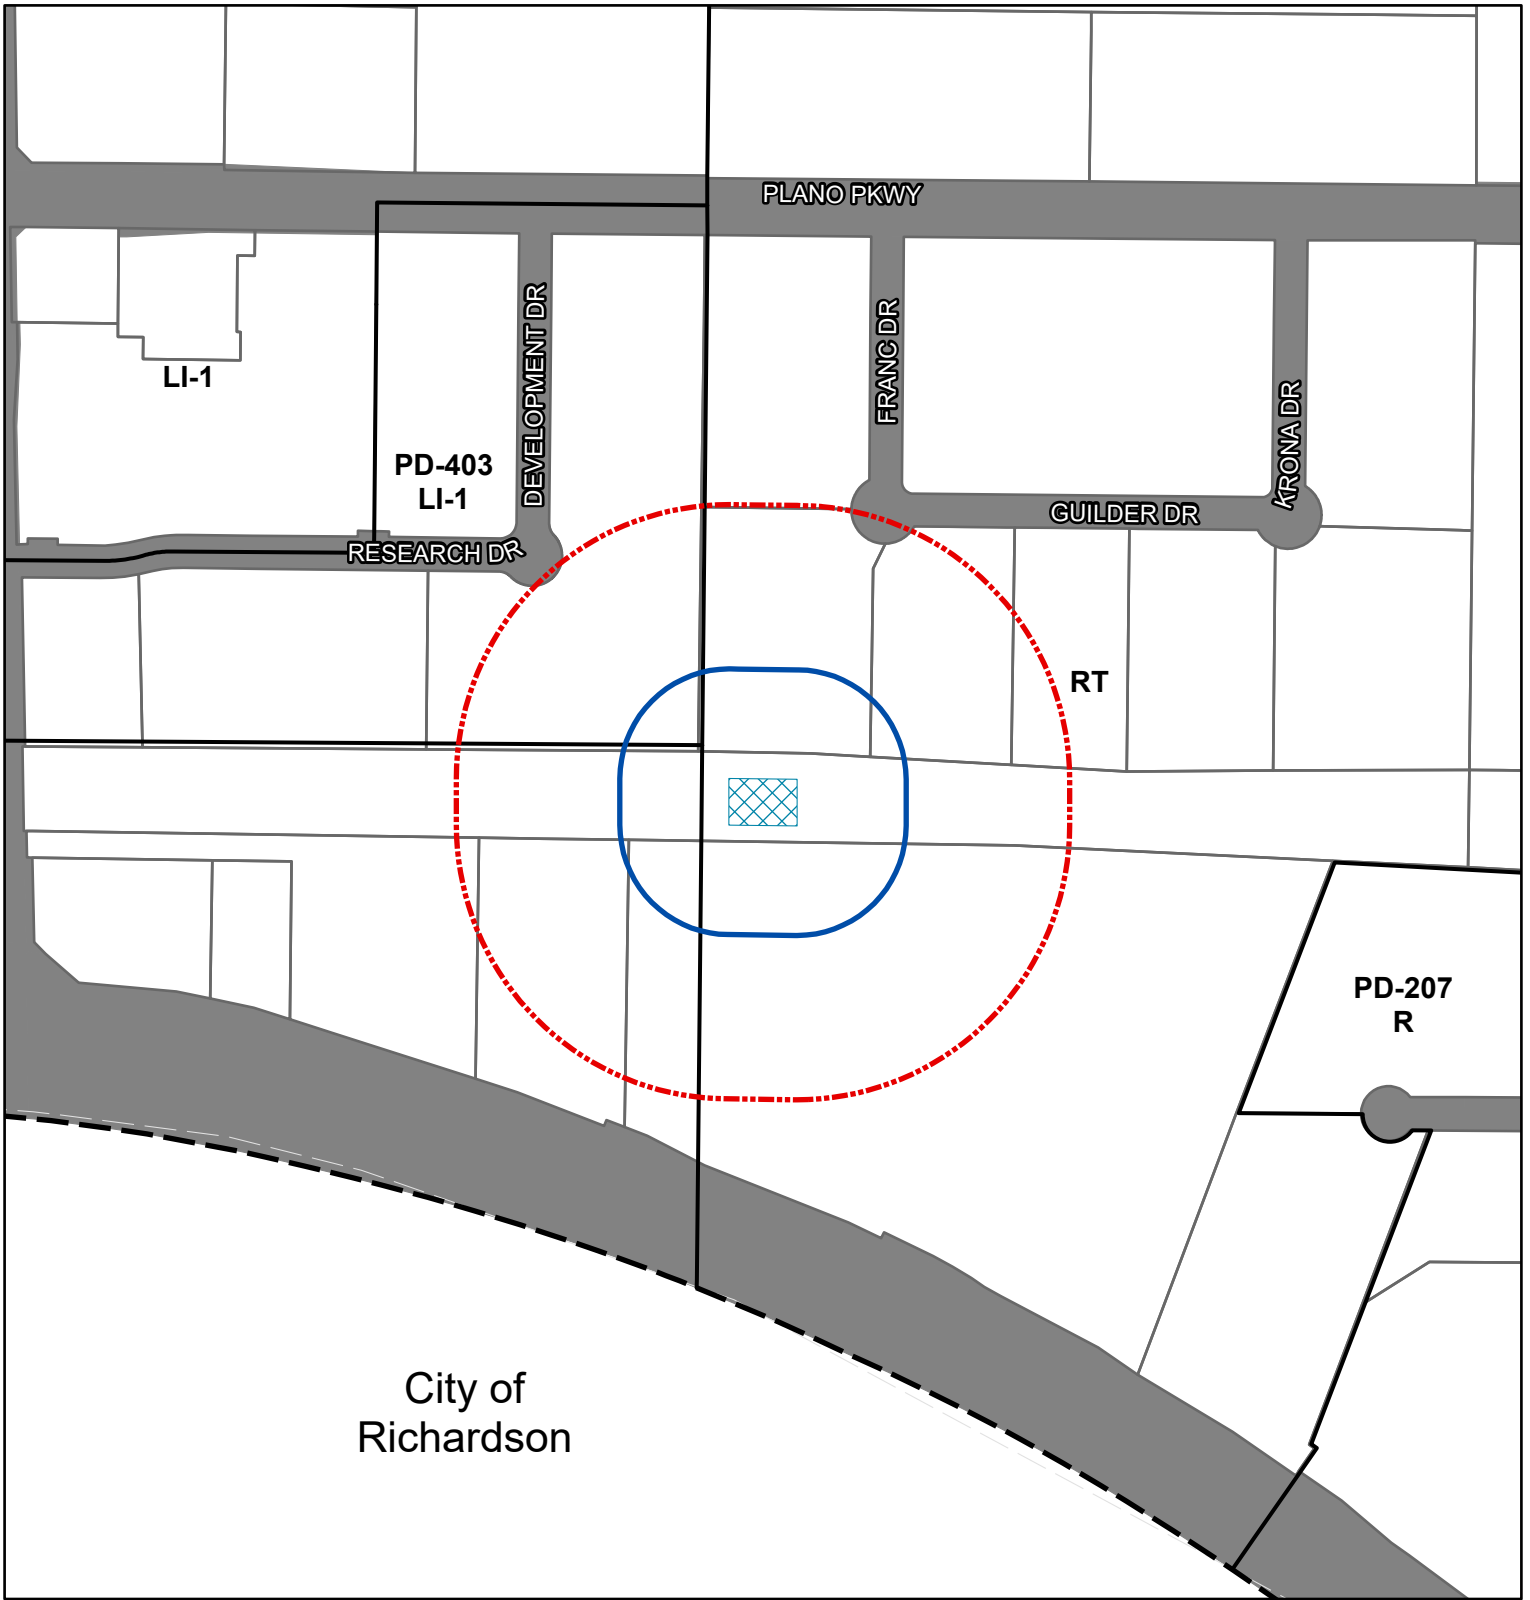 PLANO PKWY
DEVELOPMENT DR
FRANC DR
KRONA DR
LI-1
PD-403
LI-1
GUILDER DR
RESEARCH DR
RT
PD-207
R
City of
Richardson